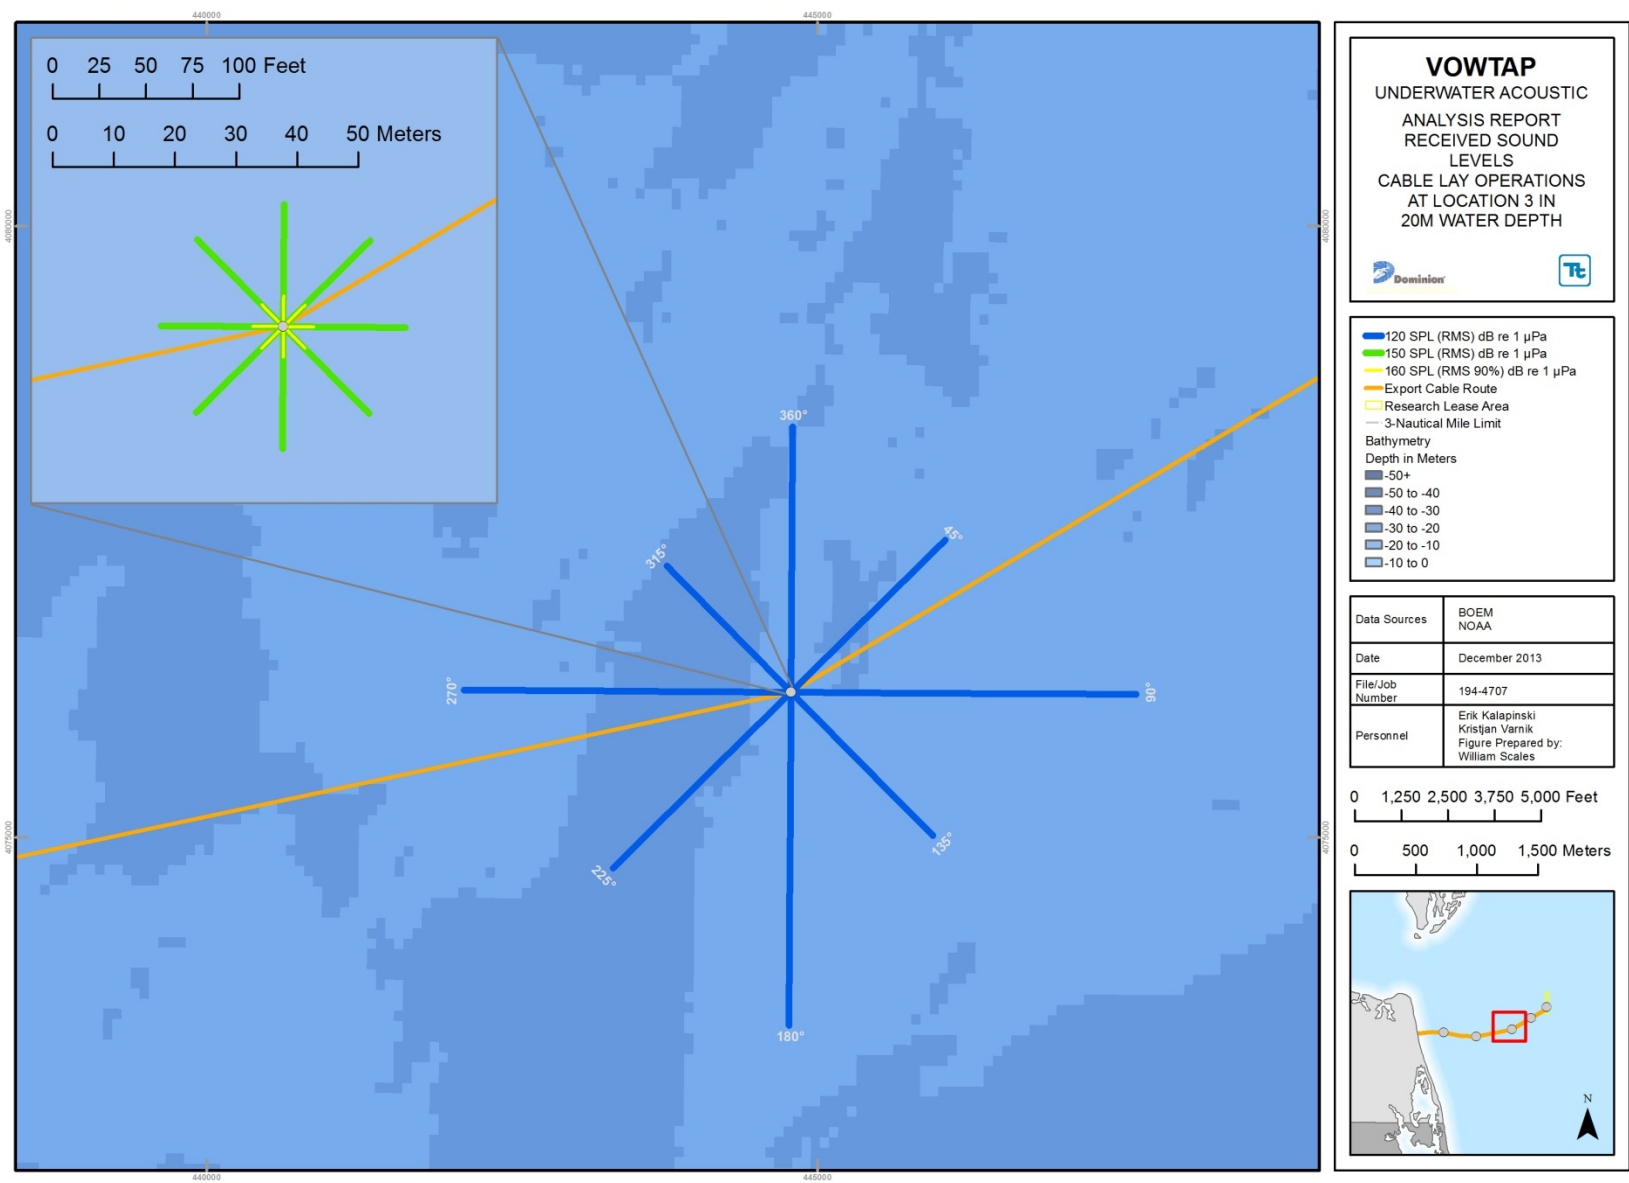 440000
445000
0 25 50 75 100 Feet
0 10 20 30 40 50 Meters
4080000
4080000
4075000
4075000
360°
45°
90°
135°
180°
225°
270°
315°
440000
445000
VOWTAP
UNDERWATER ACOUSTIC
ANALYSIS REPORT
RECEIVED SOUND
LEVELS
CABLE LAY OPERATIONS
AT LOCATION 3 IN
20M WATER DEPTH
Dominion
Tt
120 SPL (RMS) dB re 1 µPa
150 SPL (RMS) dB re 1 µPa
160 SPL (RMS 90%) dB re 1 µPa
Export Cable Route
Research Lease Area
3-Nautical Mile Limit
Bathymetry
Depth in Meters
-50+
-50 to -40
-40 to -30
-30 to -20
-20 to -10
-10 to 0
Data Sources
BOEM
NOAA
Date
December 2013
File/Job
Number
194-4707
Personnel
Erik Kalapinski
Kristjan Varnik
Figure Prepared by:
William Scales
0 1,250 2,500 3,750 5,000 Feet
0 500 1,000 1,500 Meters
N